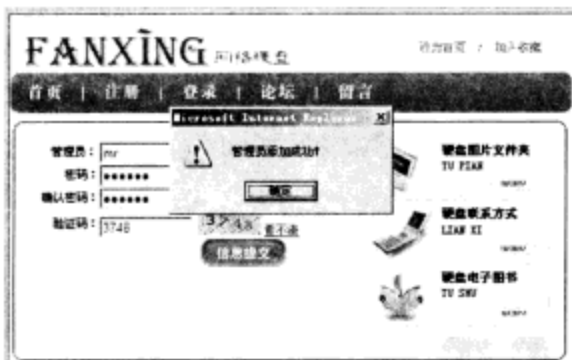 FANXING 网络硬盘
设为首页 / 加入收藏
首页 | 注册 | 登录 | 论坛 | 留言
Microsoft Internet Explorer
管理员添加成功!
确定
管理员: mr
密码: ●●●●●●
确认密码: ●●●●●●
验证码: 3748
3748 看不清
信息提交
硬盘图片文件夹
TU PIAN
硬盘联系方式
LIAN XI
硬盘电子图书
TU SHU